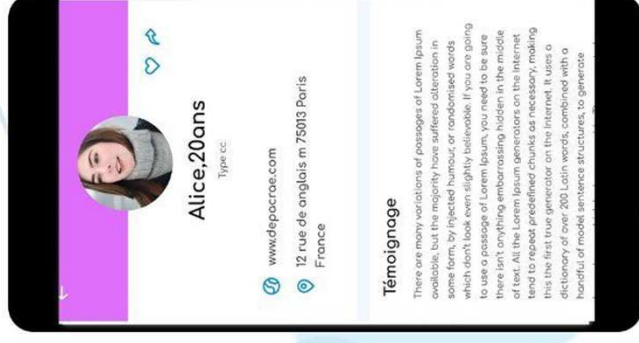 Alice,20ans
Type cc
www.depacrae.com
12 rue de anglais m 75013 Paris
France
Témoignage
There are many variations of passages of Lorem Ipsum
available, but the majority have suffered alteration in
some form, by injected humour, or randomised words
which don't look even slightly believable. If you are going
to use a passage of Lorem Ipsum, you need to be sure
there isn't anything embarrassing hidden in the middle
of text. All the Lorem Ipsum generators on the Internet
tend to repeat predefined chunks as necessary, making
this the first true generator on the Internet. It uses a
dictionary of over 200 Latin words, combined with a
handful of model sentence structures, to generate